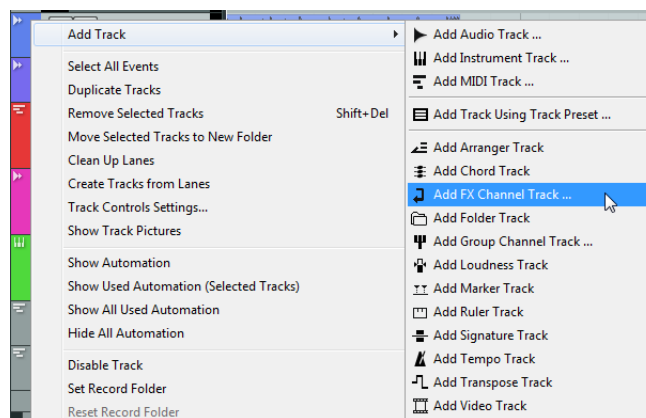 Add Track
Select All Events
Duplicate Tracks
Remove Selected Tracks Shift+Del
Move Selected Tracks to New Folder
Clean Up Lanes
Create Tracks from Lanes
Track Controls Settings...
Show Track Pictures
Show Automation
Show Used Automation (Selected Tracks)
Show All Used Automation
Hide All Automation
Disable Track
Set Record Folder
Reset Record Folder
Add Audio Track ...
Add Instrument Track ...
Add MIDI Track ...
Add Track Using Track Preset ...
Add Arranger Track
Add Chord Track
Add FX Channel Track ...
Add Folder Track
Add Group Channel Track ...
Add Loudness Track
Add Marker Track
Add Ruler Track
Add Signature Track
Add Tempo Track
Add Transpose Track
Add Video Track